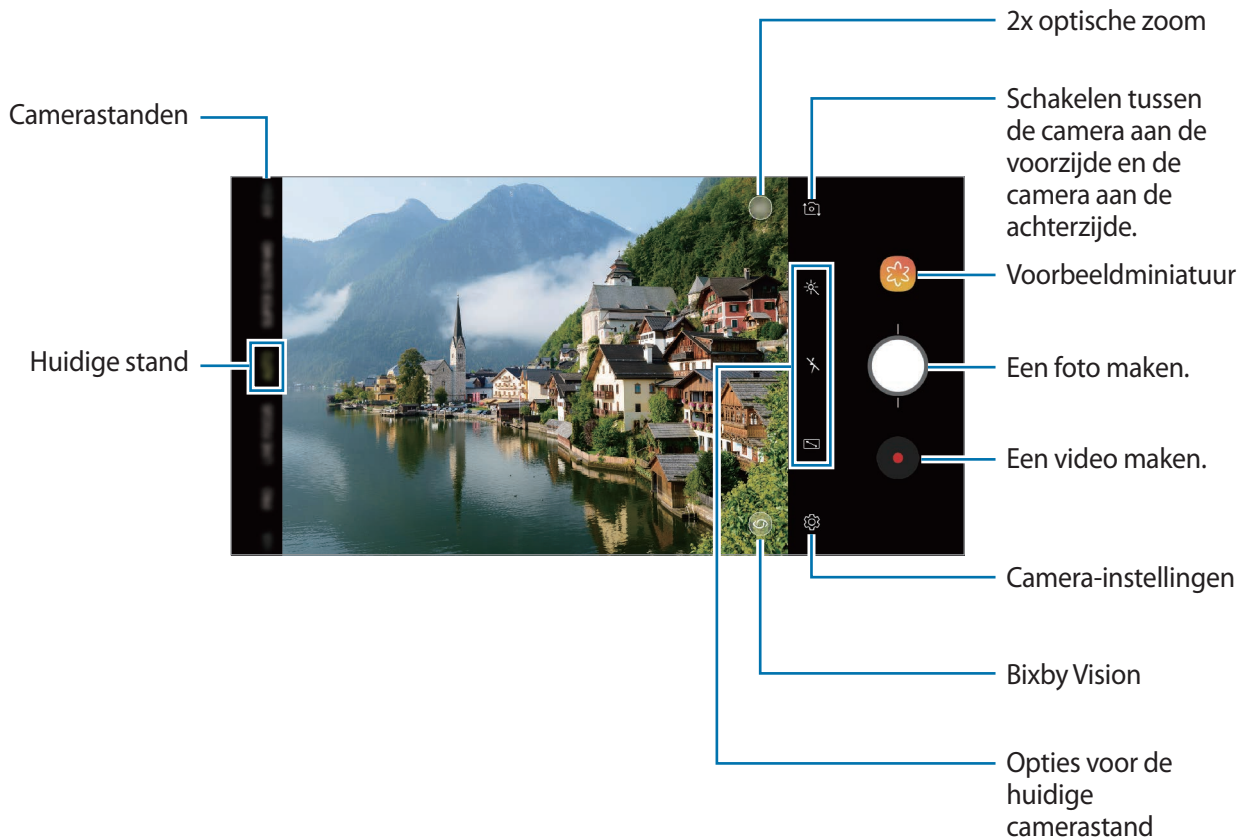 2x optische zoom
Camerastanden
Schakelen tussen
de camera aan de
voorzijde en de
camera aan de
achterzijde.
Voorbeeldminiatuur
Huidige stand
Een foto maken.
Een video maken.
Camera-instellingen
Bixby Vision
Opties voor de
huidige
camerastand